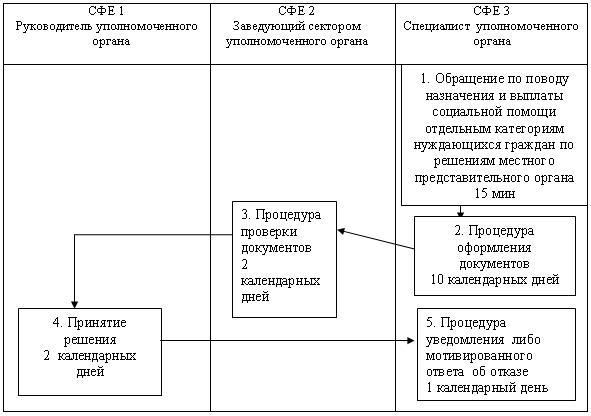 СФЕ 1
Руководитель уполномоченного
органа
СФЕ 2
Заведующий сектором
уполномоченного органа
СФЕ 3
Специалист уполномоченного
органа
1. Обращение по поводу
назначения и выплаты
социальной помощи
отдельным категориям
нуждающихся граждан по
решениям местного
представительного органа
15 мин
2. Процедура
оформления
документов
10 календарных дней
3. Процедура
проверки
документов
2
календарных
дней
4. Принятие
решения
2 календарных
дней
5. Процедура
уведомления либо
мотивированного
ответа об отказе
1 календарный день